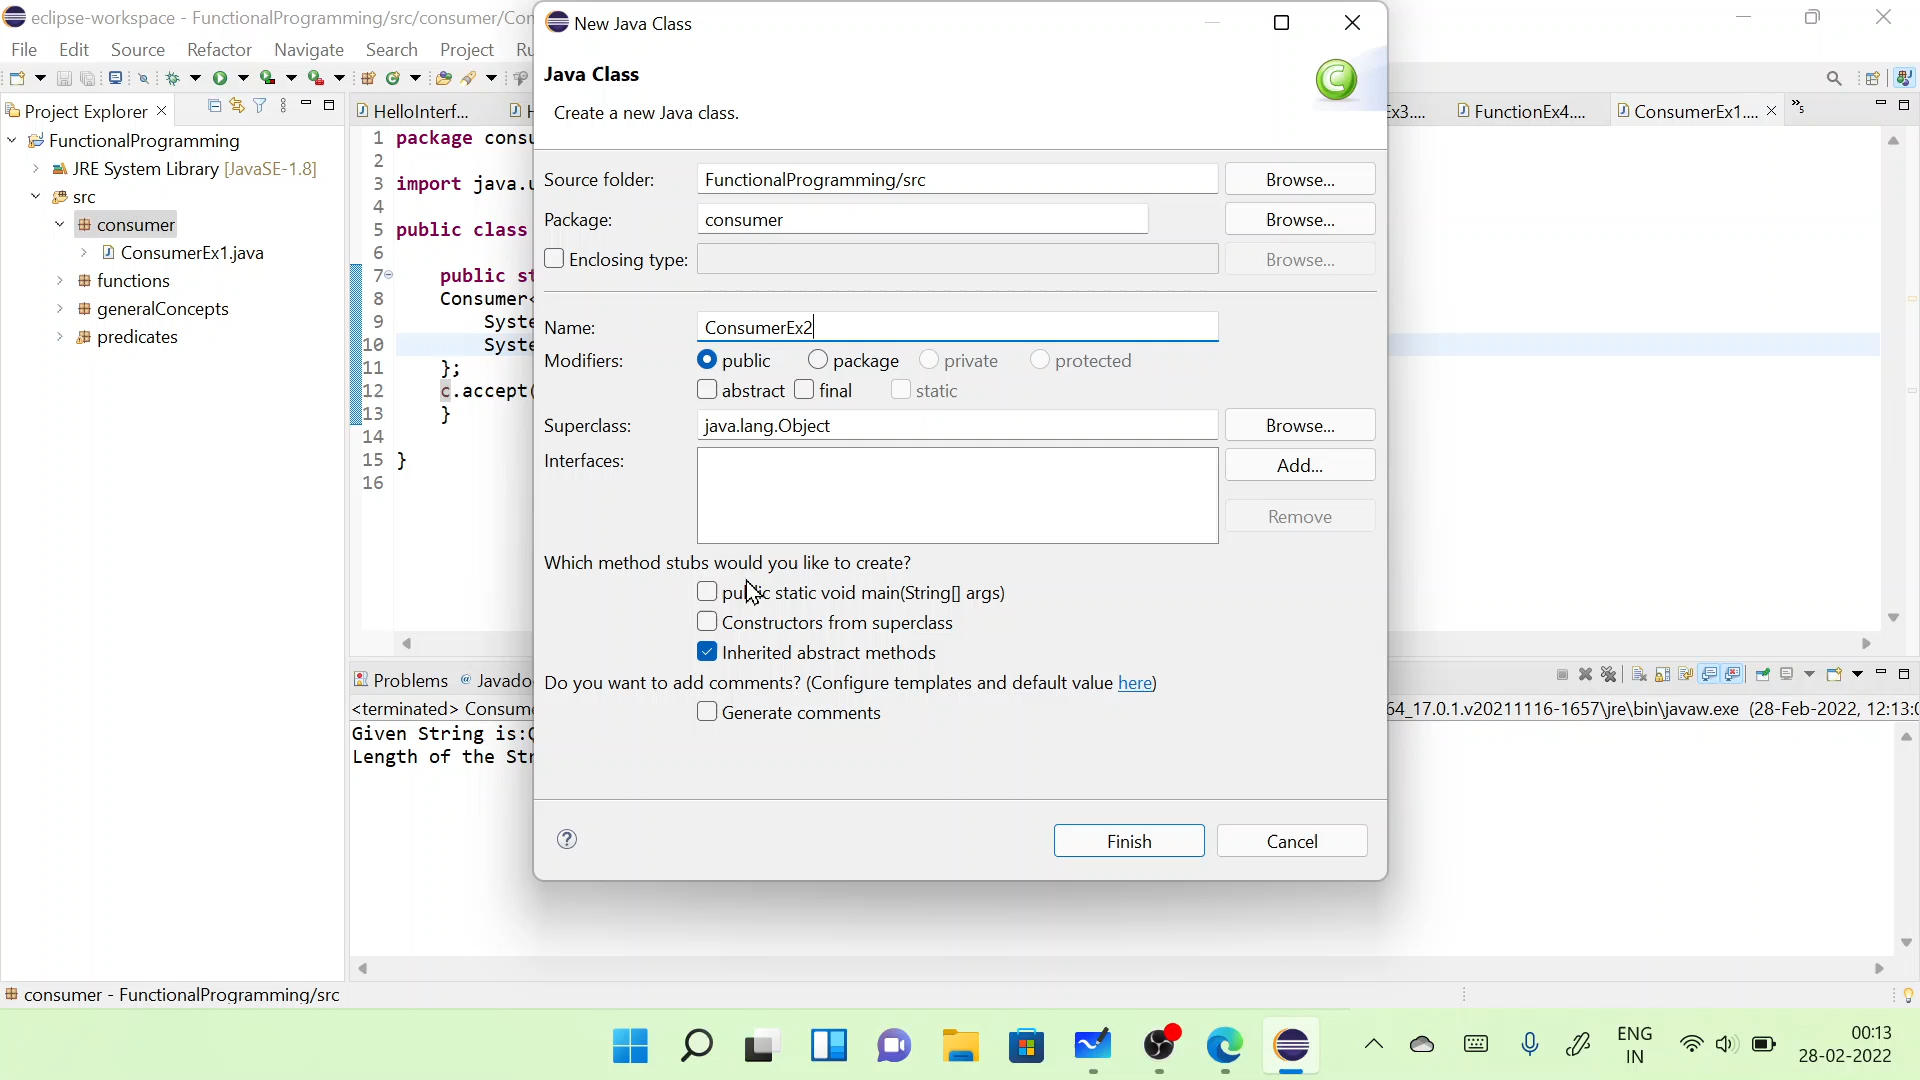 eclipse-workspace - FunctionalProgramming/src/consumer/Con
File Edit Source Refactor Navigate Search Project Ru
Project Explorer
FunctionalProgramming
JRE System Library [JavaSE-1.8]
src
consumer
ConsumerEx1.java
functions
generalConcepts
predicates
HelloInterf...
Ex3....
FunctionEx4....
ConsumerEx1....
»5
1 package consu
2
3 import java.u
4
5 public class
6
7 public st
8 Consumer<
9 Syste
10 Syste
11 };
12 c.accept(
13 }
14
15 }
16
New Java Class
Java Class
Create a new Java class.
Source folder: FunctionalProgramming/src Browse...
Package: consumer Browse...
Enclosing type: Browse...
Name: ConsumerEx2
Modifiers: public package private protected
abstract final static
Superclass: java.lang.Object Browse...
Interfaces: Add...
Remove
Which method stubs would you like to create?
public static void main(String[] args)
Constructors from superclass
Inherited abstract methods
Do you want to add comments? (Configure templates and default value here)
Generate comments
Finish Cancel
Problems @ Javado
<terminated> Consume
64_17.0.1.v20211116-1657\jre\bin\javaw.exe (28-Feb-2022, 12:13:0
Given String is:
Length of the Str
consumer - FunctionalProgramming/src
ENG
IN
00:13
28-02-2022